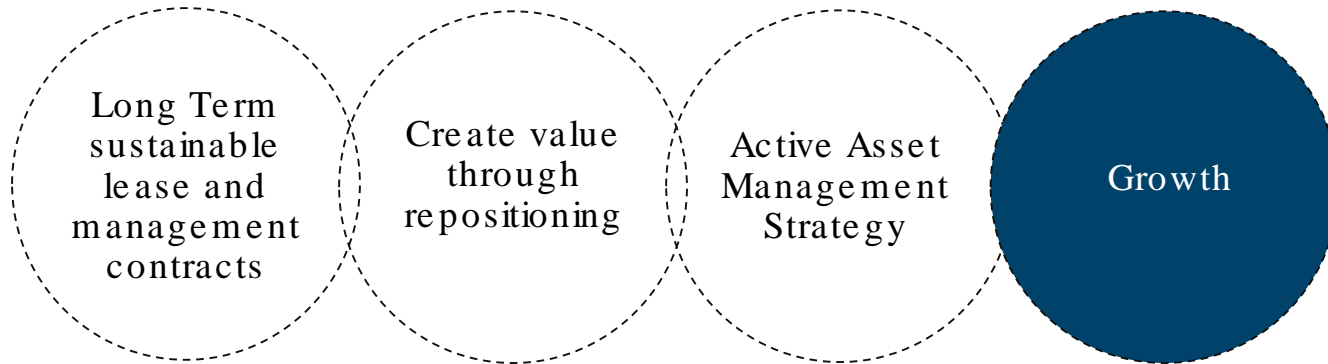 Long Term
sustainable
lease and
management
contracts
Create value
through
repositioning
Active Asset
Management
Strategy
Growth